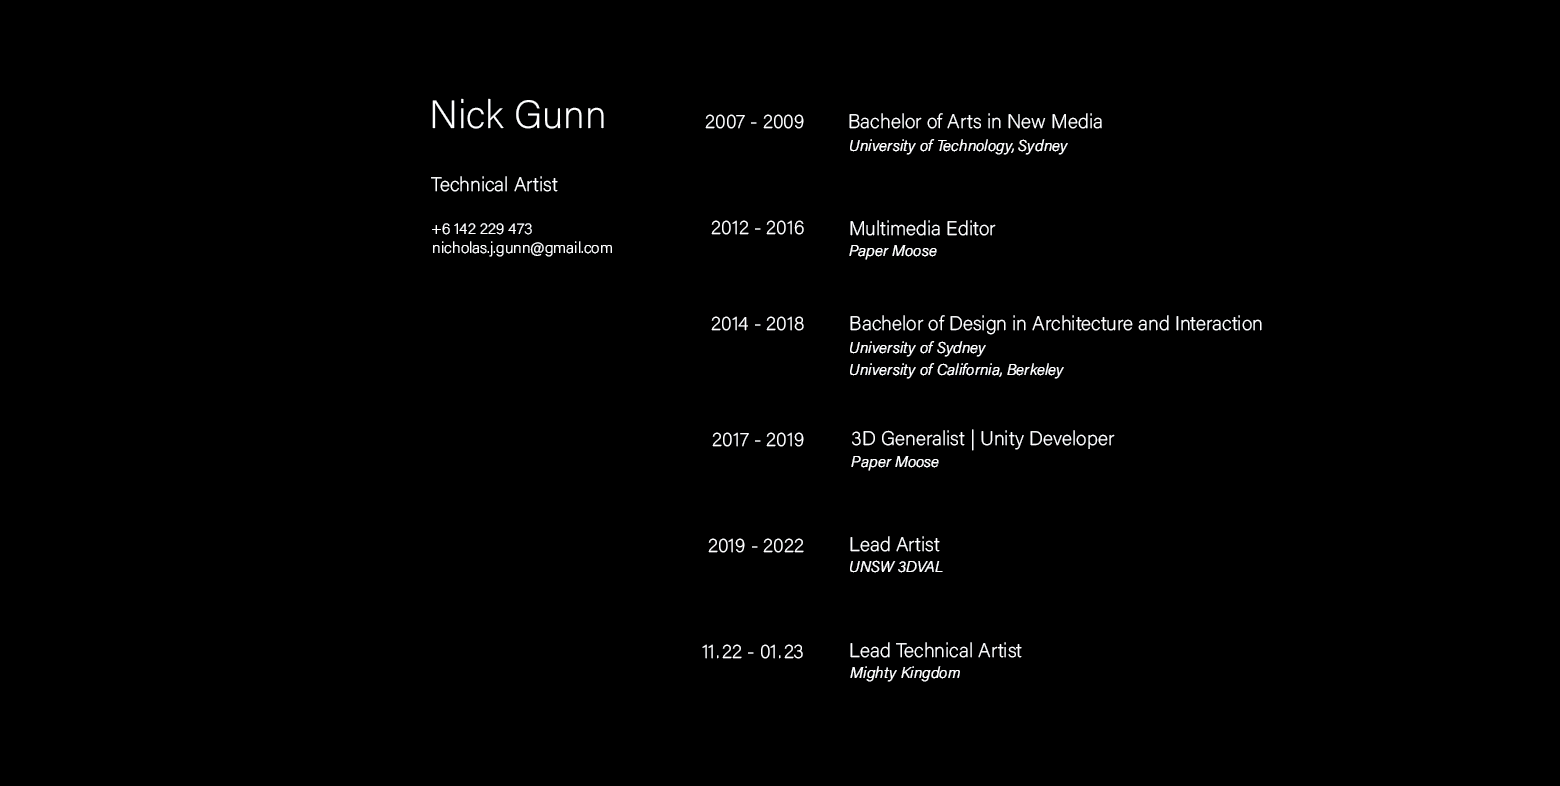 Nick Gunn
Technical Artist
+6 142 229 473
nicholas.j.gunn@gmail.com
2007 - 2009 Bachelor of Arts in New Media
University of Technology, Sydney
2012 - 2016 Multimedia Editor
Paper Moose
2014 - 2018 Bachelor of Design in Architecture and Interaction
University of Sydney
University of California, Berkeley
2017 - 2019 3D Generalist | Unity Developer
Paper Moose
2019 - 2022 Lead Artist
UNSW 3DVAL
11.22 - 01.23 Lead Technical Artist
Mighty Kingdom